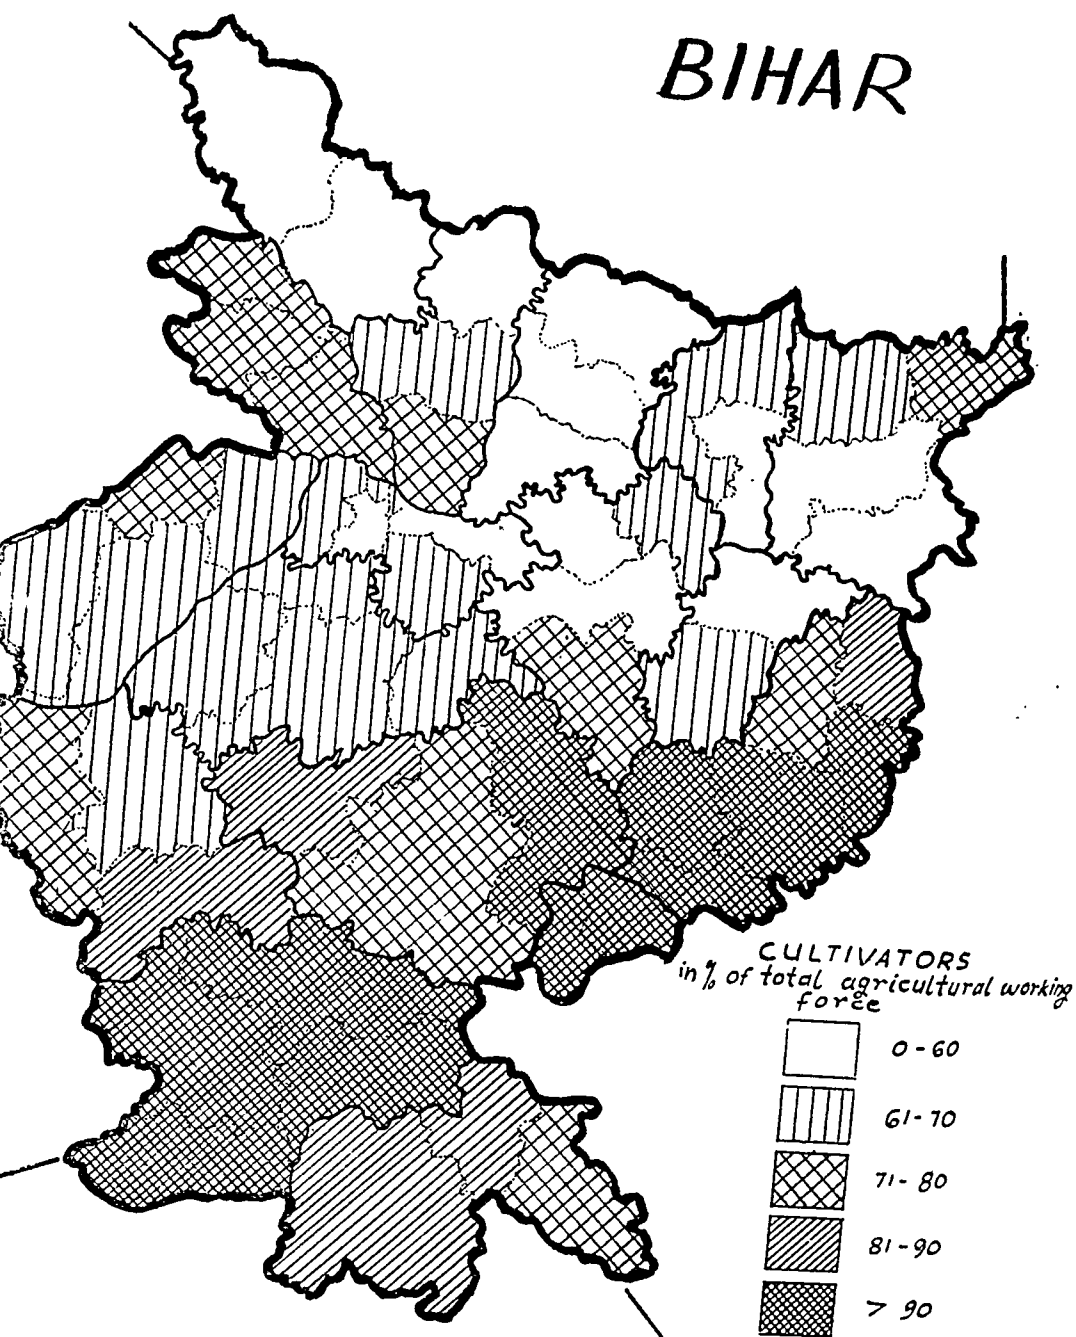 BIHAR
CULTIVATORS
in % of total agricultural working
force
0-60
61-70
71-80
81-90
> 90